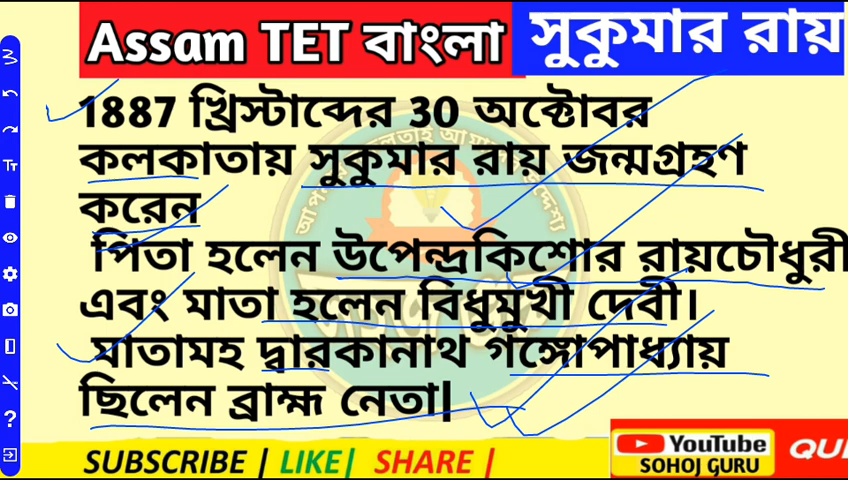 Assam TET বাংলা সুকুমার রায়
1887 খ্রিস্টাব্দের 30 অক্টোবর
কলকাতায় সুকুমার রায় জন্মগ্রহণ
করেন
পিতা হলেন উপেন্দ্রকিশোর রায়চৌধুরী
এবং মাতা হলেন বিধুমুখী দেবী।
মাতামহ দ্বারকানাথ গঙ্গোপাধ্যায়
ছিলেন ব্রাহ্ম নেতা|
SUBSCRIBE | LIKE| SHARE |
YouTube
SOHOJ GURU